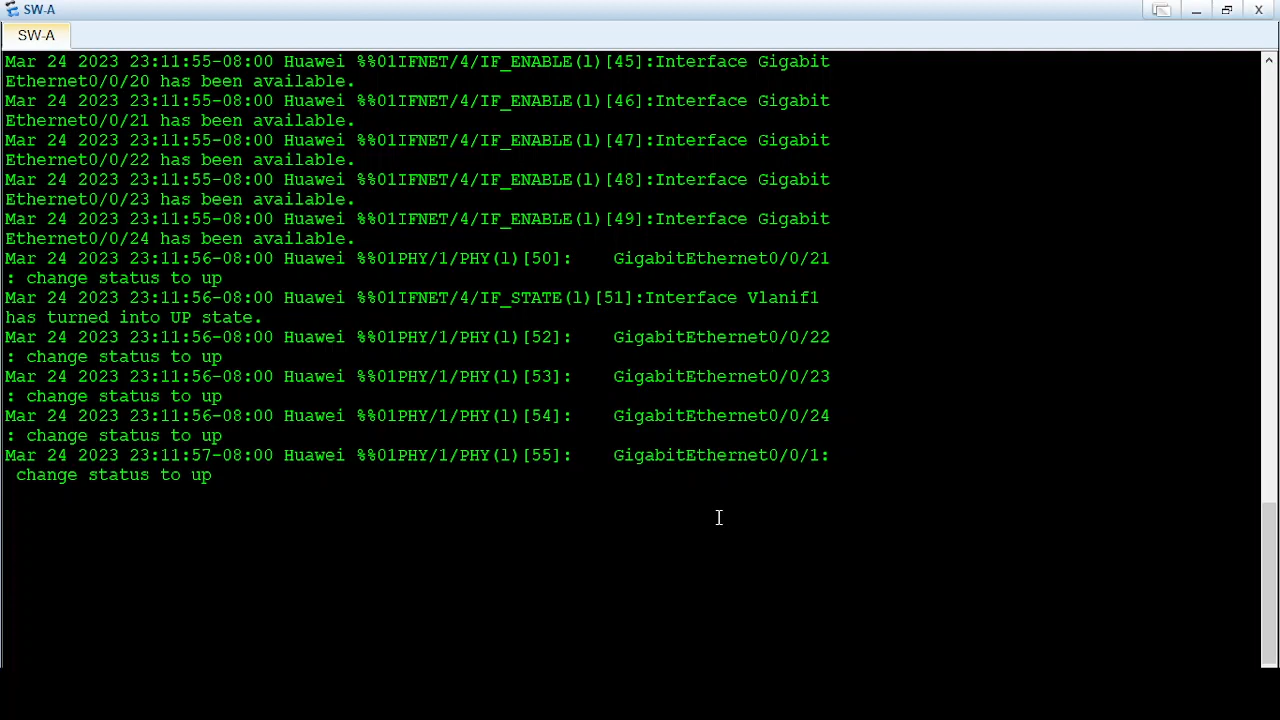 SW-A
SW-A
Mar 24 2023 23:11:55-08:00 Huawei %%01IFNET/4/IF_ENABLE(l)[45]:Interface Gigabit
Ethernet0/0/20 has been available.
Mar 24 2023 23:11:55-08:00 Huawei %%01IFNET/4/IF_ENABLE(l)[46]:Interface Gigabit
Ethernet0/0/21 has been available.
Mar 24 2023 23:11:55-08:00 Huawei %%01IFNET/4/IF_ENABLE(l)[47]:Interface Gigabit
Ethernet0/0/22 has been available.
Mar 24 2023 23:11:55-08:00 Huawei %%01IFNET/4/IF_ENABLE(l)[48]:Interface Gigabit
Ethernet0/0/23 has been available.
Mar 24 2023 23:11:55-08:00 Huawei %%01IFNET/4/IF_ENABLE(l)[49]:Interface Gigabit
Ethernet0/0/24 has been available.
Mar 24 2023 23:11:56-08:00 Huawei %%01PHY/1/PHY(l)[50]:    GigabitEthernet0/0/21
: change status to up
Mar 24 2023 23:11:56-08:00 Huawei %%01IFNET/4/IF_STATE(l)[51]:Interface Vlanif1
has turned into UP state.
Mar 24 2023 23:11:56-08:00 Huawei %%01PHY/1/PHY(l)[52]:    GigabitEthernet0/0/22
: change status to up
Mar 24 2023 23:11:56-08:00 Huawei %%01PHY/1/PHY(l)[53]:    GigabitEthernet0/0/23
: change status to up
Mar 24 2023 23:11:56-08:00 Huawei %%01PHY/1/PHY(l)[54]:    GigabitEthernet0/0/24
: change status to up
Mar 24 2023 23:11:57-08:00 Huawei %%01PHY/1/PHY(l)[55]:    GigabitEthernet0/0/1:
 change status to up